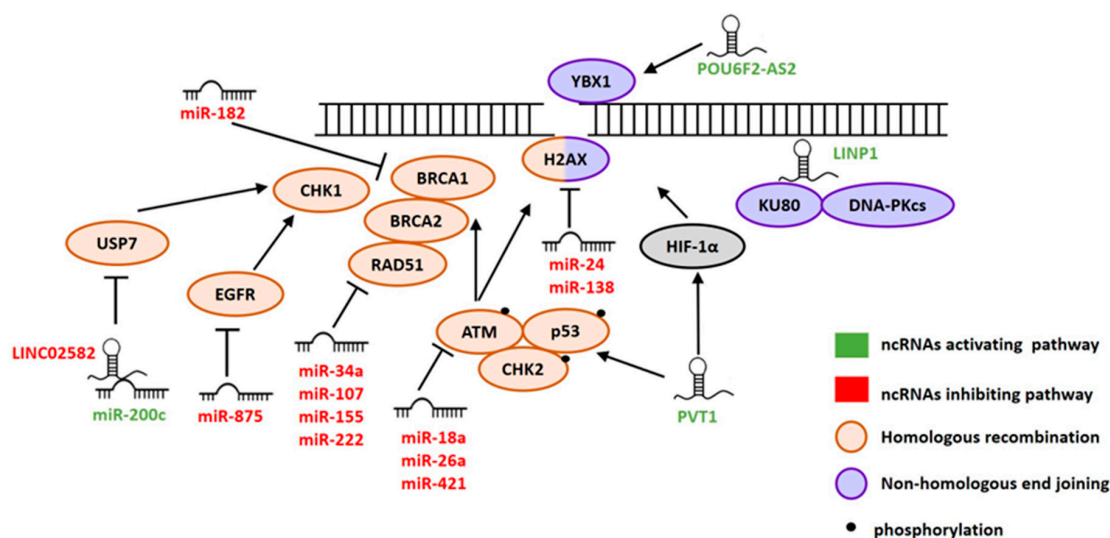 POU6F2-AS2
YBX1
miR-182
H2AX
LINP1
BRCA1
CHK1
KU80
DNA-PKcs
BRCA2
USP7
HIF-1α
RAD51
miR-24
miR-138
EGFR
ATM
p53
CHK2
LINC02582
miR-200c
miR-875
miR-34a
miR-107
miR-155
miR-222
miR-18a
miR-26a
miR-421
PVT1
ncRNAs activating pathway
ncRNAs inhibiting pathway
Homologous recombination
Non-homologous end joining
phosphorylation